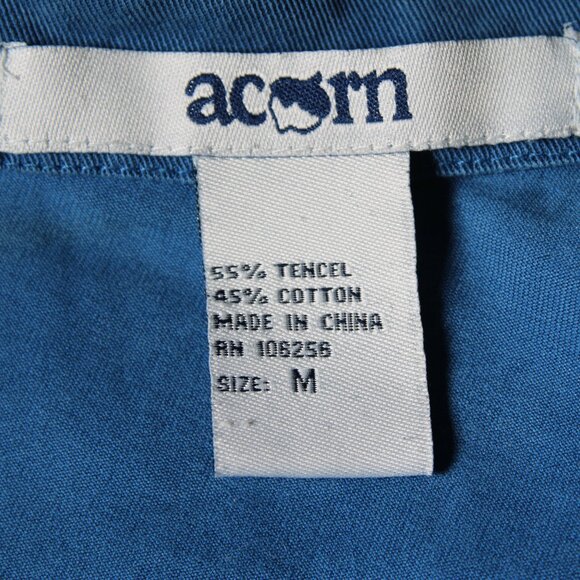 acorn
55% TENCEL
45% COTTON
MADE IN CHINA
RN 106256
SIZE: M